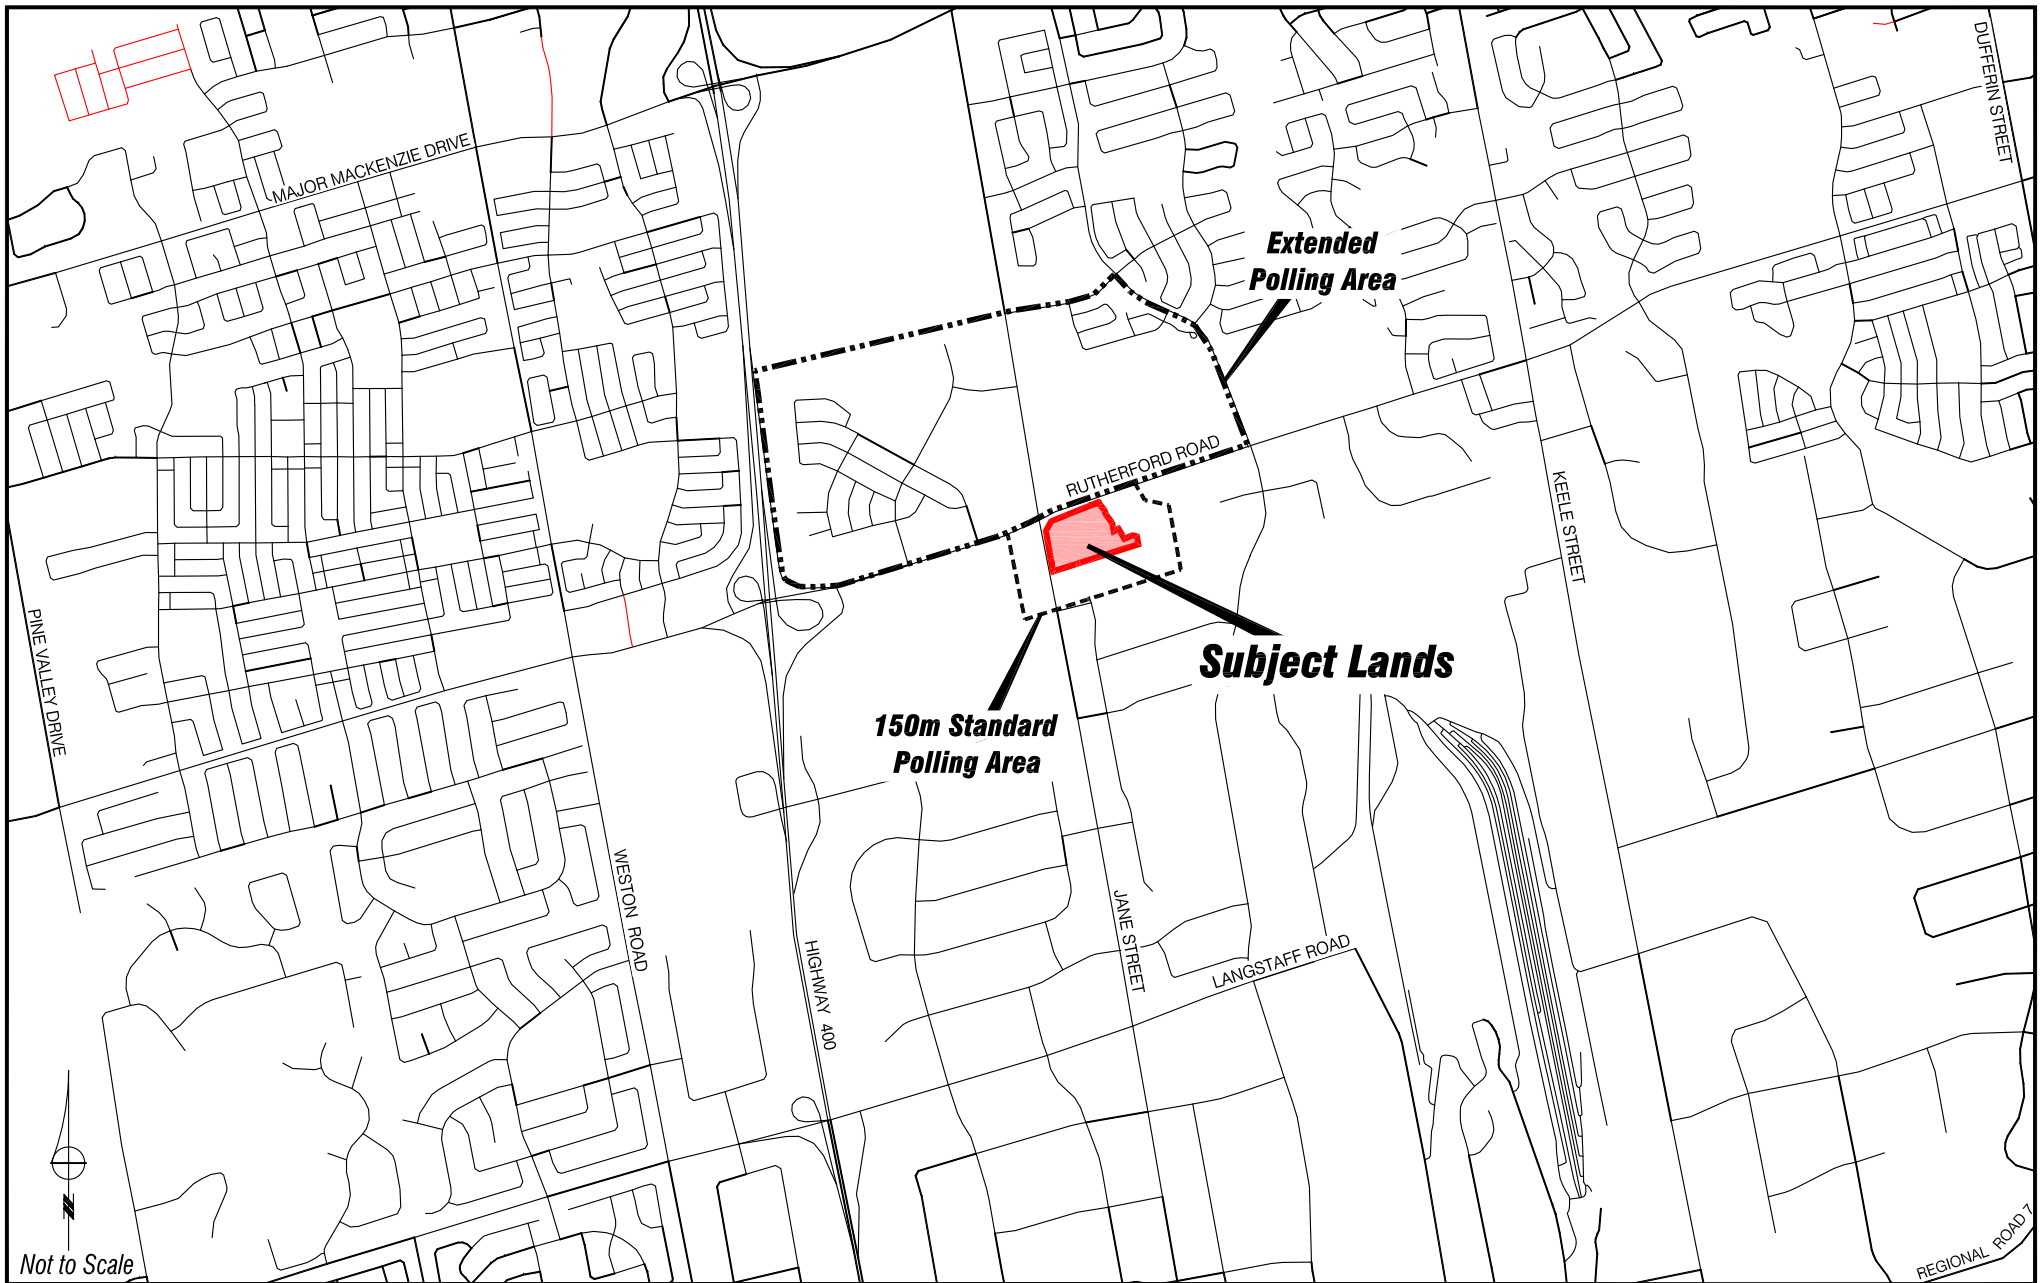 DUFFERIN STREET
MAJOR MACKENZIE DRIVE
Extended
Polling Area
RUTHERFORD ROAD
KEELE STREET
PINE VALLEY DRIVE
Subject Lands
150m Standard
Polling Area
WESTON ROAD
JANE STREET
HIGHWAY 400
LANGSTAFF ROAD
N
Not to Scale
REGIONAL ROAD 7